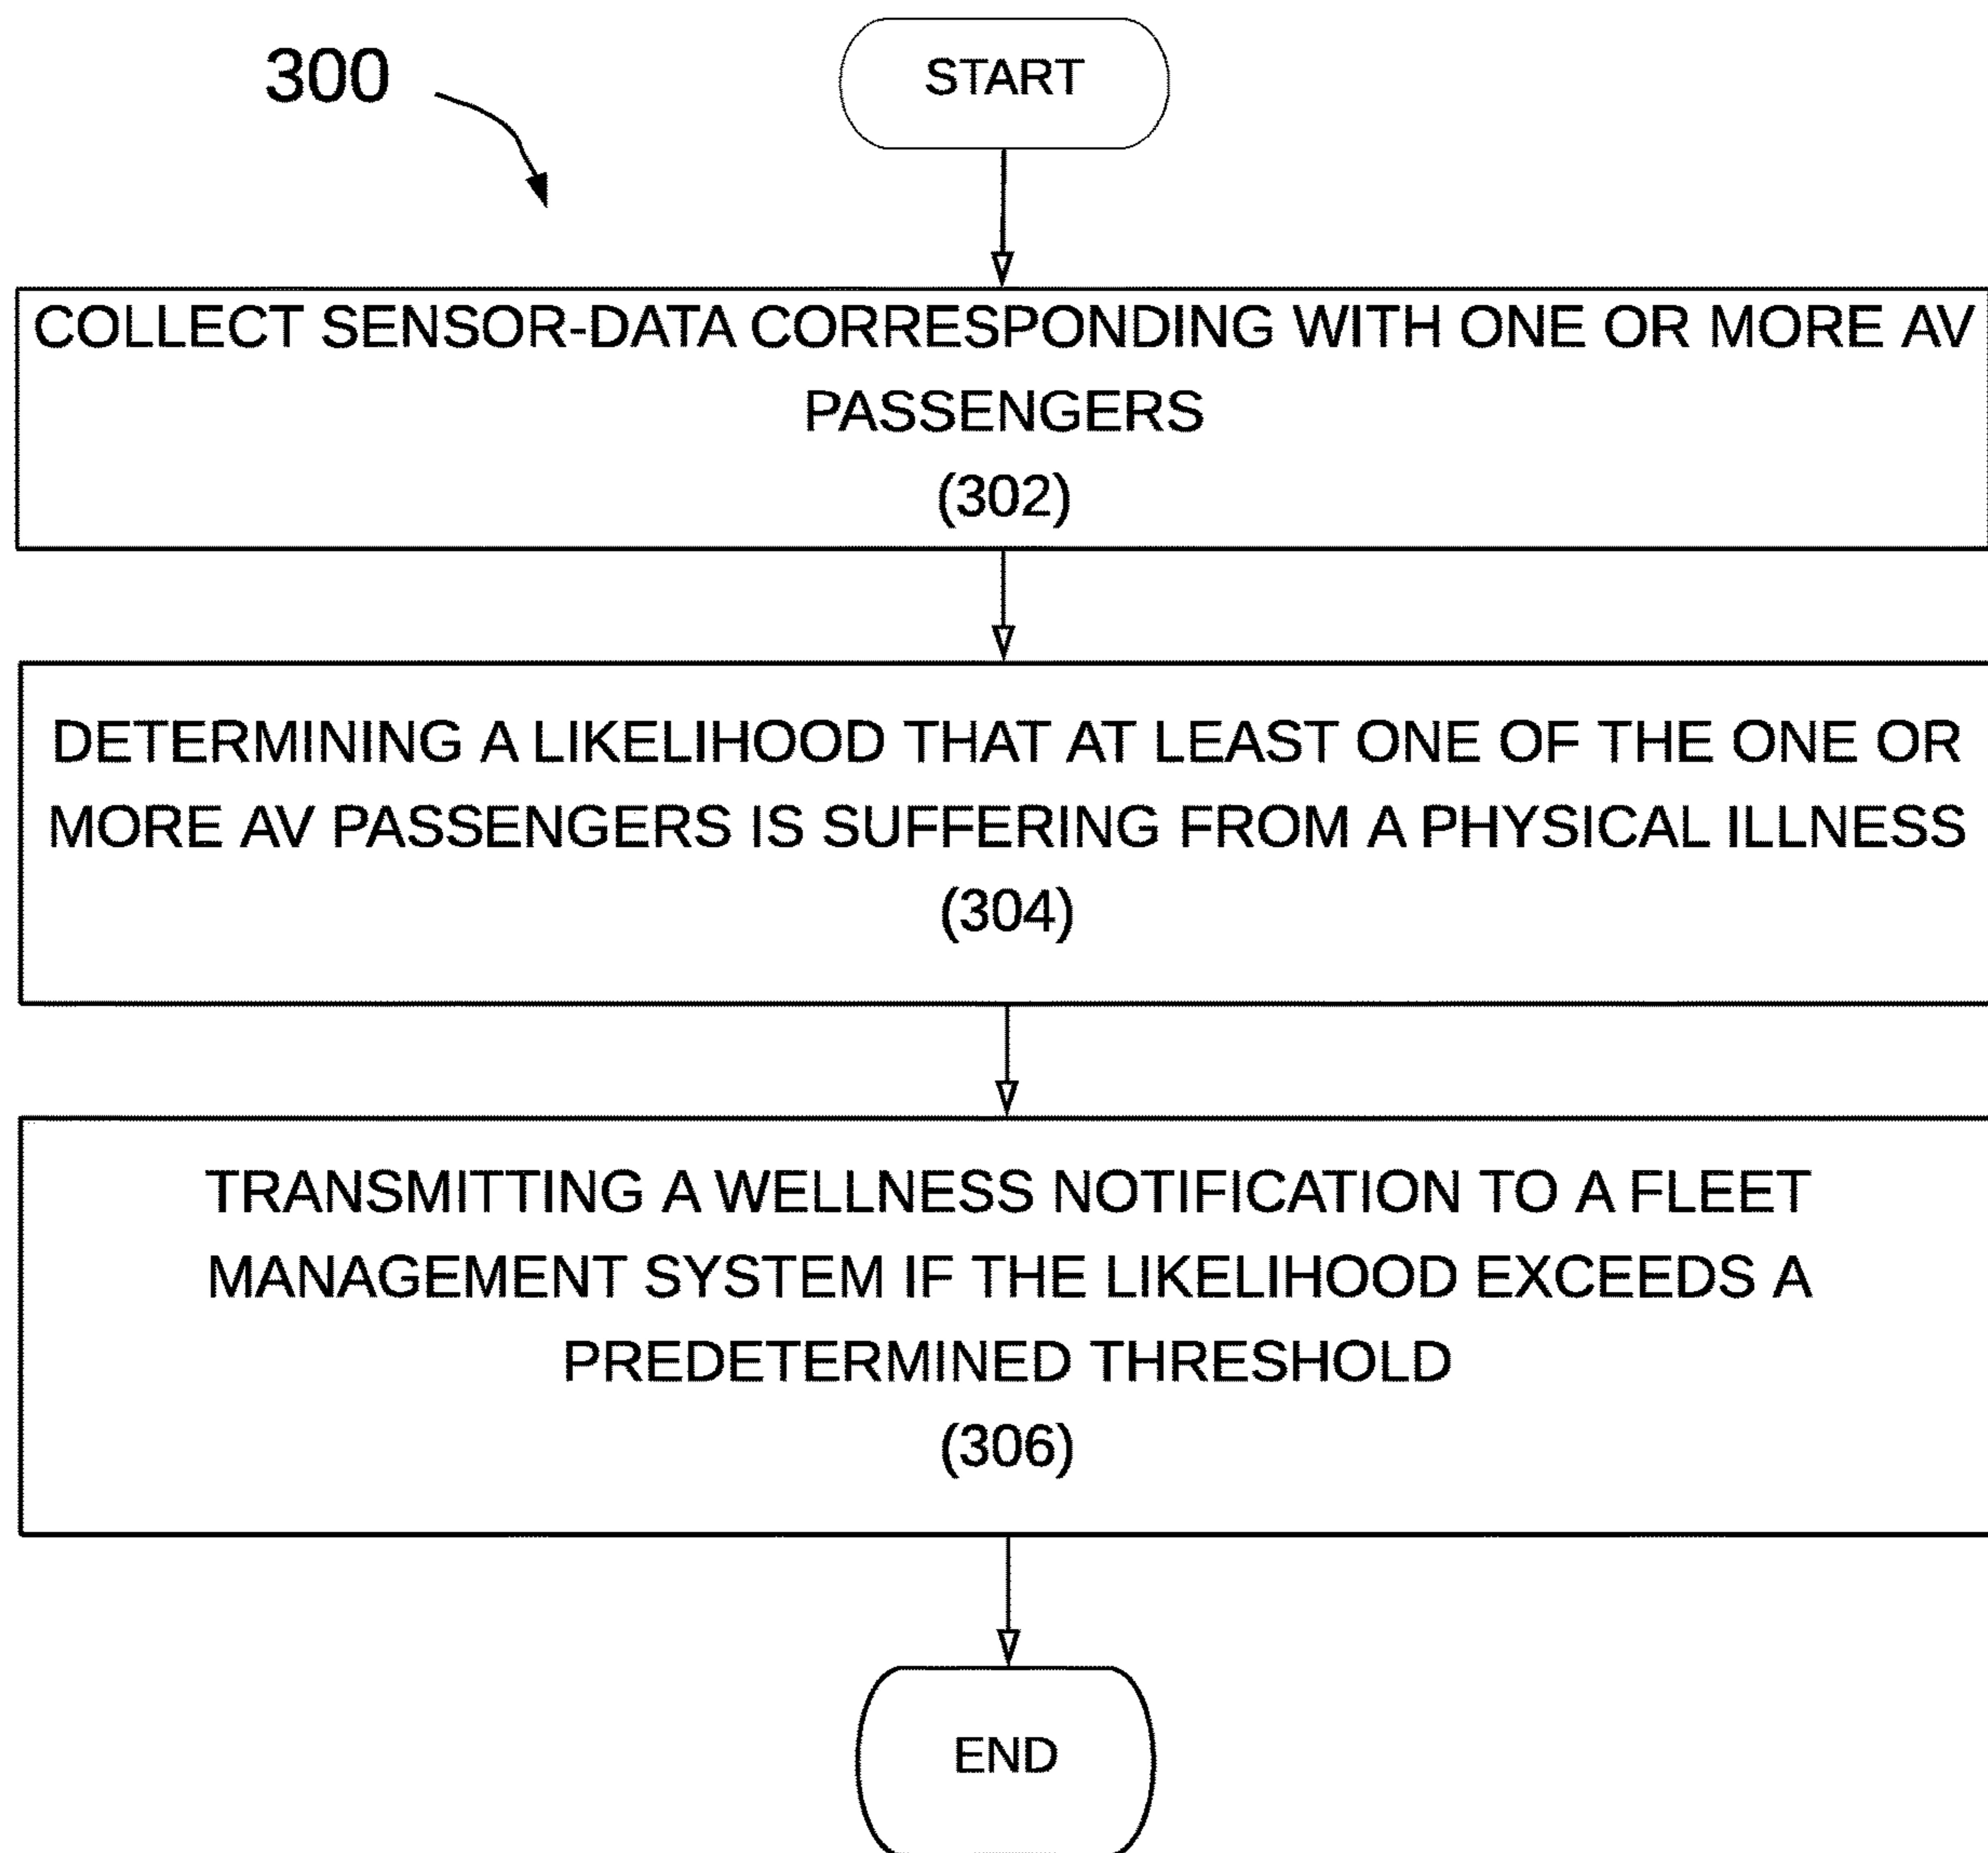 300
START
COLLECT SENSOR-DATA CORRESPONDING WITH ONE OR MORE AV
PASSENGERS
(302)
DETERMINING A LIKELIHOOD THAT AT LEAST ONE OF THE ONE OR
MORE AV PASSENGERS IS SUFFERING FROM A PHYSICAL ILLNESS
(304)
TRANSMITTING A WELLNESS NOTIFICATION TO A FLEET
MANAGEMENT SYSTEM IF THE LIKELIHOOD EXCEEDS A
PREDETERMINED THRESHOLD
(306)
END